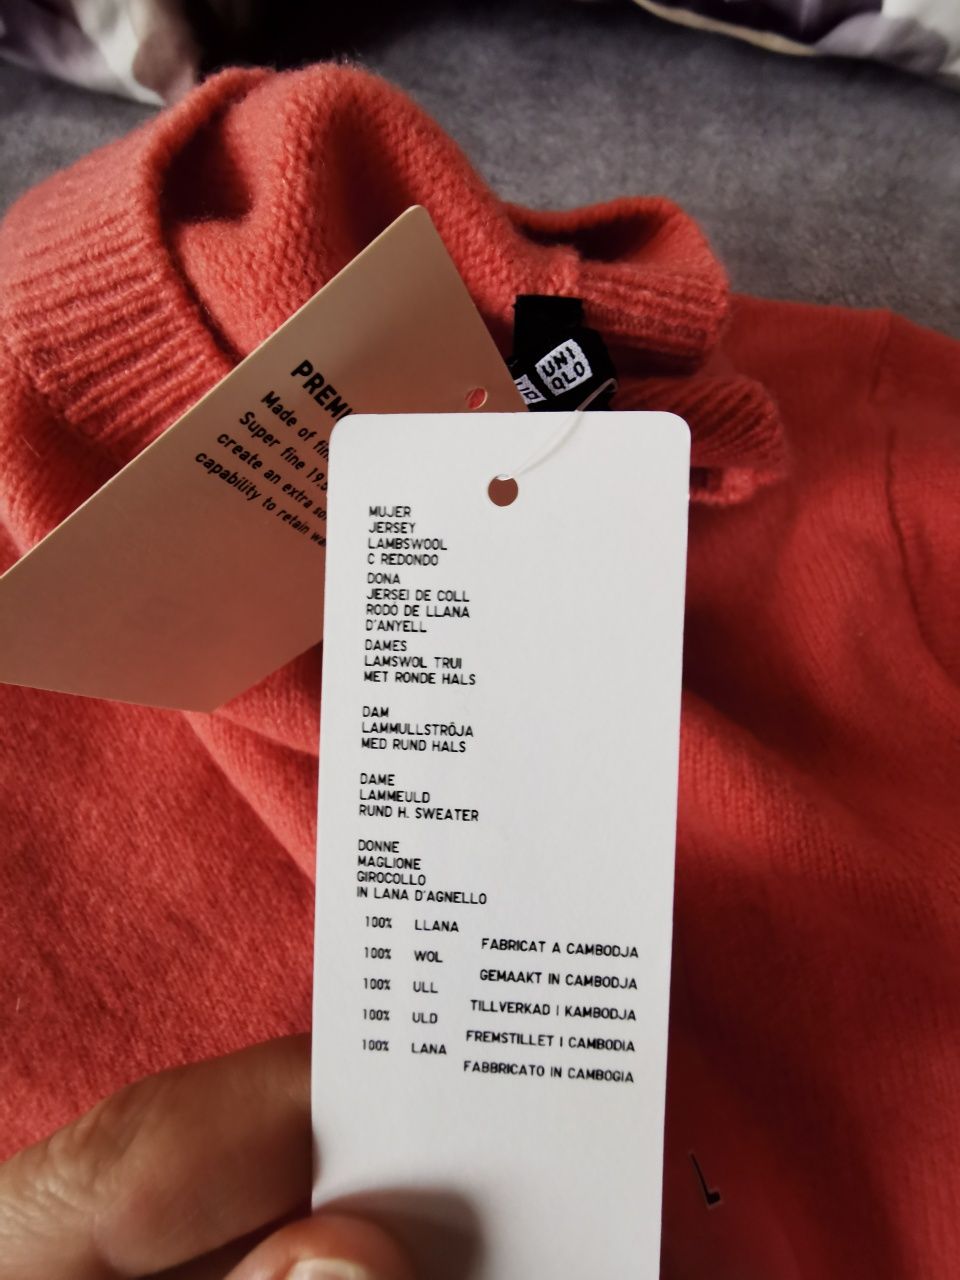 PREMI
Made of fin
Super fine 19.5
create an extra so
capability to retain wa
UNI
QLO
MUJER
JERSEY
LAMBSWOOL
C REDONDO
DONA
JERSEI DE COLL
RODÓ DE LLANA
D'ANYELL
DAMES
LAMSWOL TRUI
MET RONDE HALS
DAM
LAMMULLSTRÖJA
MED RUND HALS
DAME
LAMMEULD
RUND H. SWEATER
DONNE
MAGLIONE
GIROCOLLO
IN LANA D'AGNELLO
100% LLANA
FABRICAT A CAMBODJA
100% WOL
GEMAAKT IN CAMBODJA
100% ULL
TILLVERKAD I KAMBODJA
100% ULD
FREMSTILLET I CAMBODIA
100% LANA
FABBRICATO IN CAMBOGIA
L